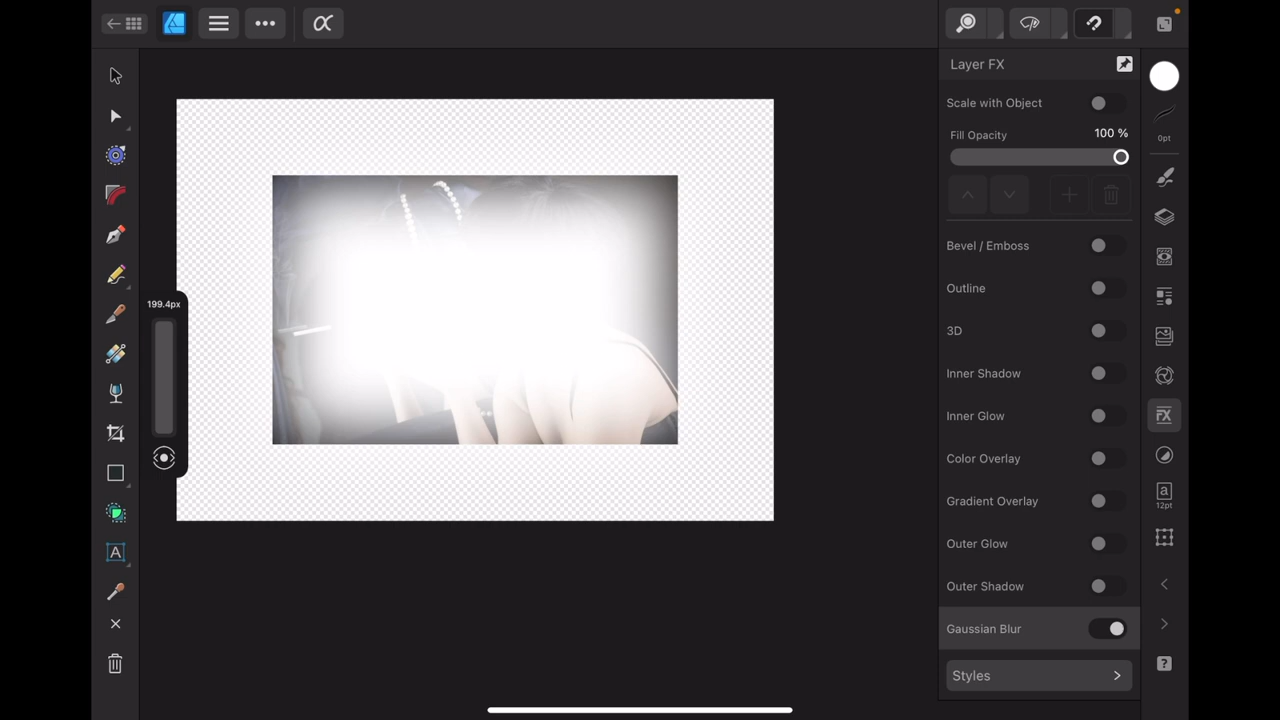 α
Layer FX
Scale with Object
Fill Opacity 100 %
0pt
Bevel / Emboss
Outline
199.4px
3D
Inner Shadow
Inner Glow
FX
Color Overlay
Gradient Overlay
a
12pt
Outer Glow
A
Outer Shadow
Gaussian Blur
Styles
?